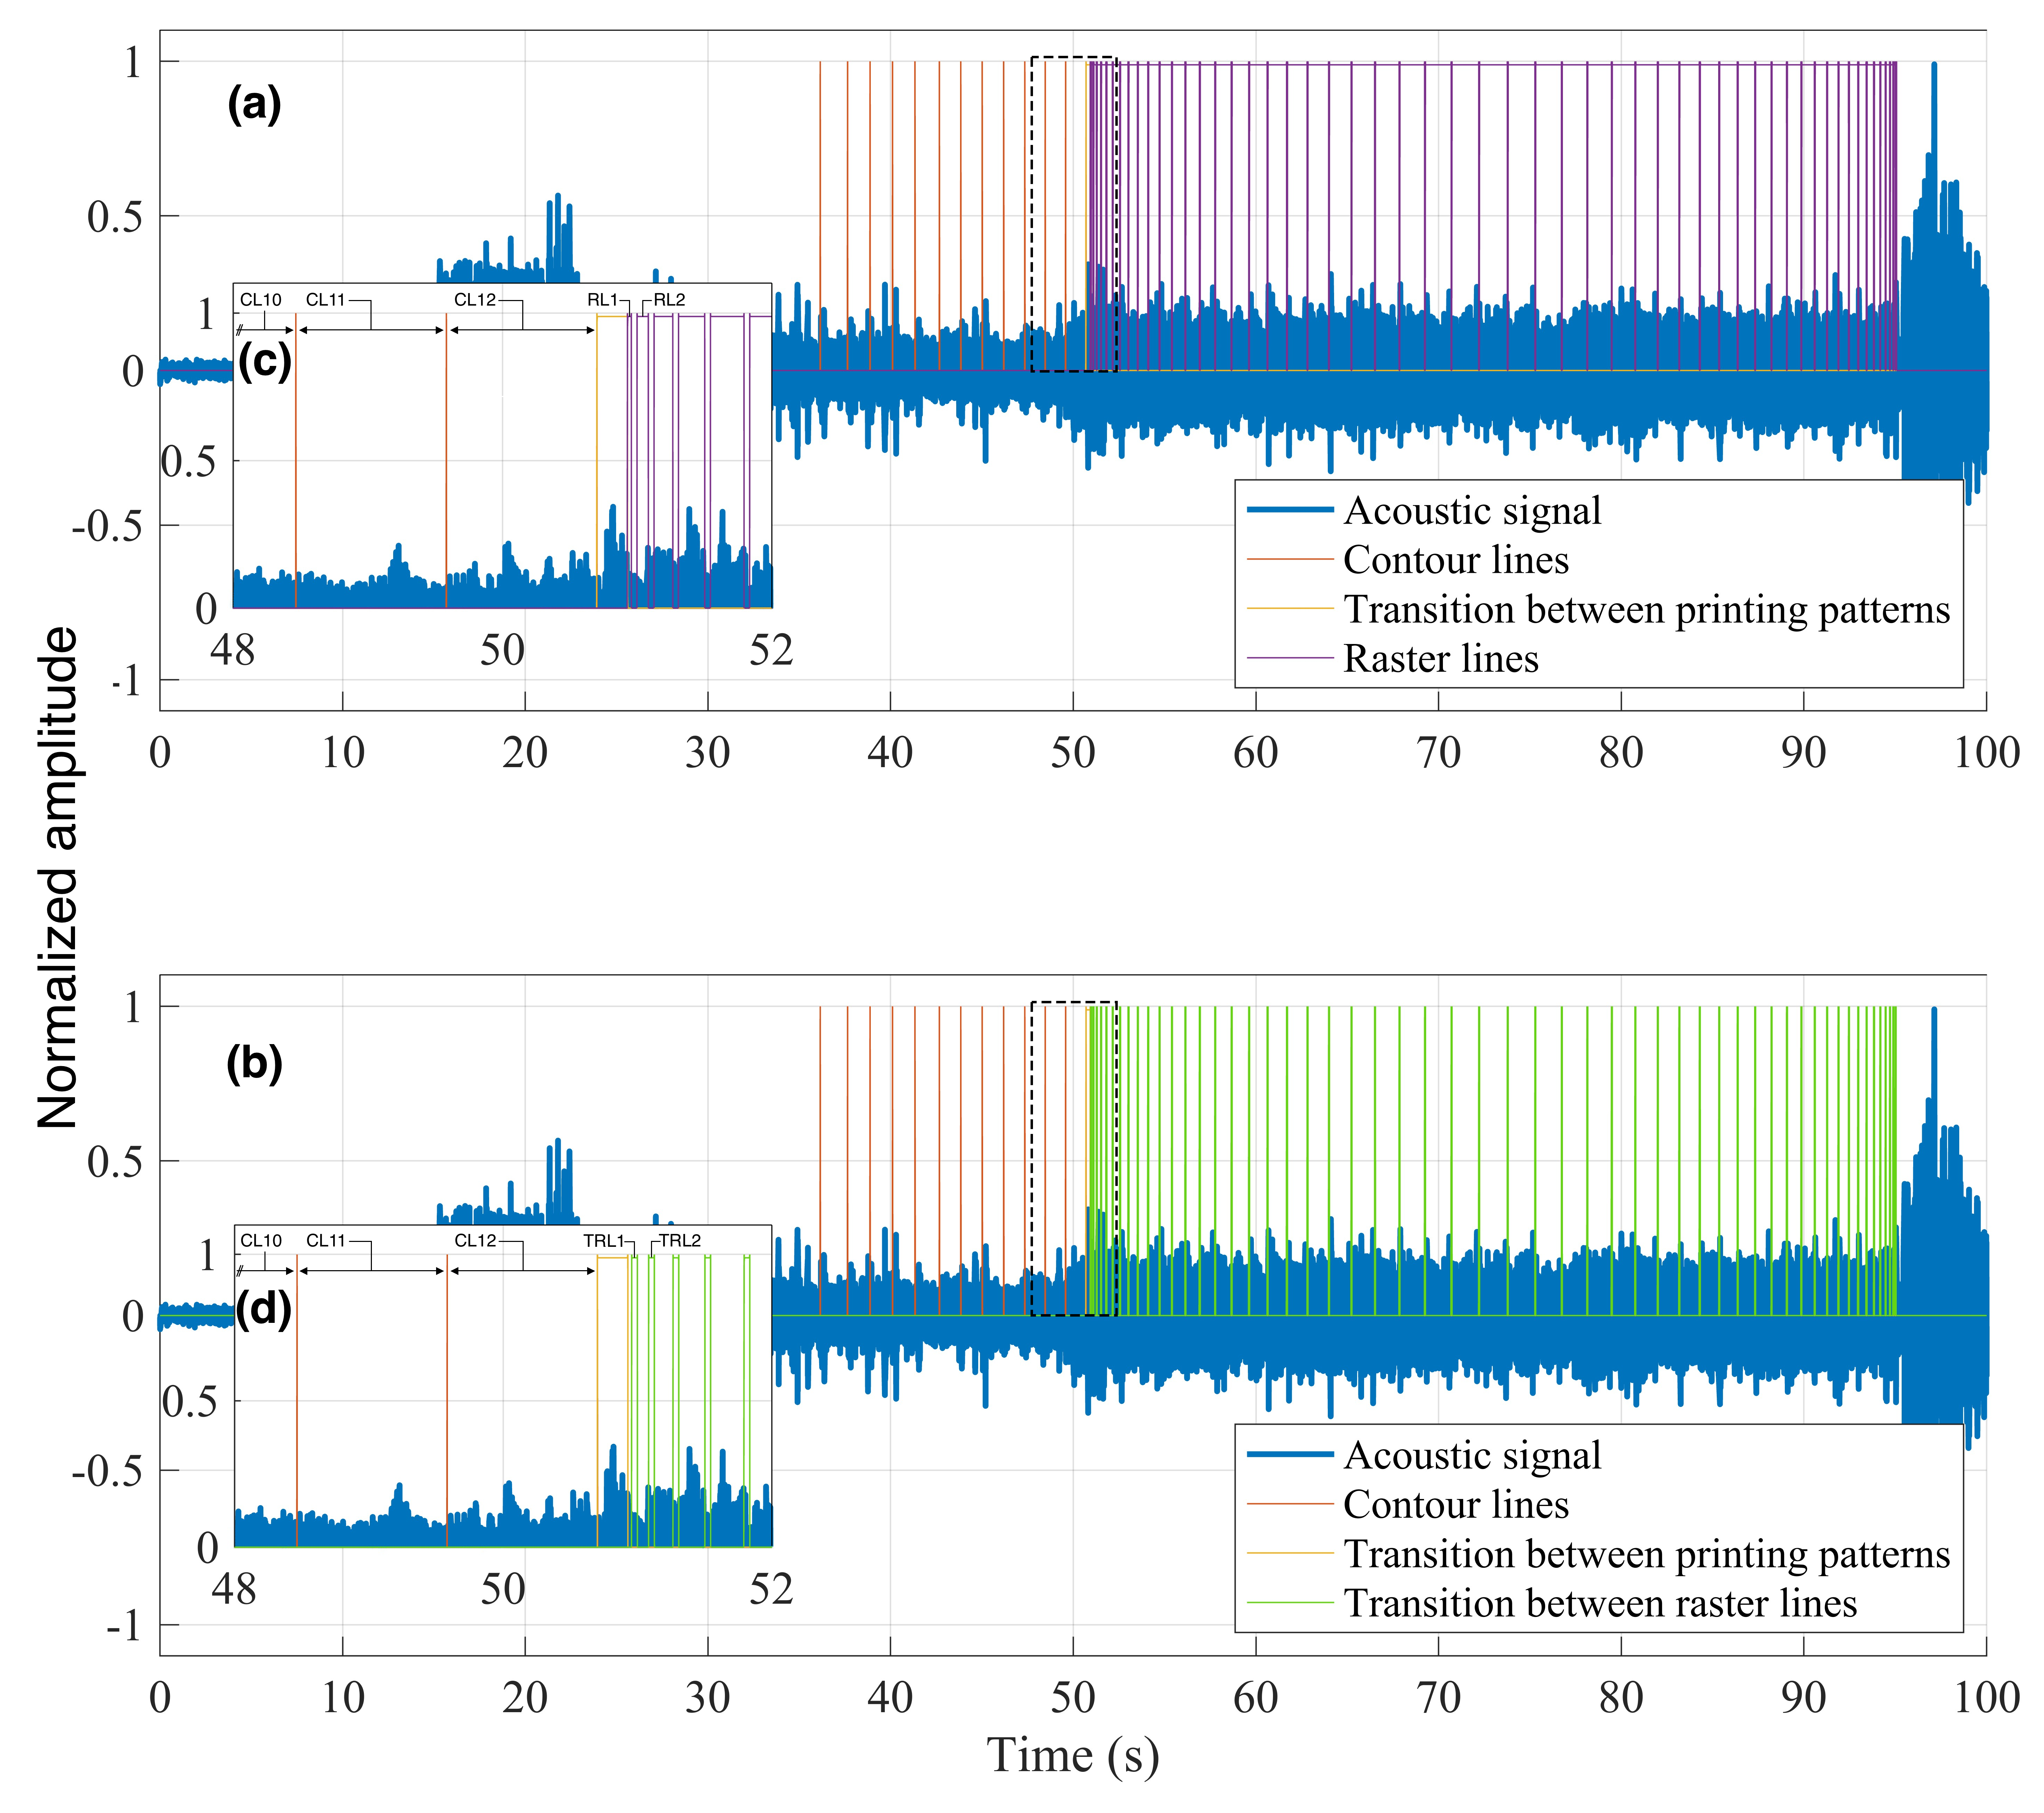 Normalized amplitude
(a)
1
0.5
0
-0.5
-1
CL10 CL11 CL12 RL1 RL2
(c)
1
0.5
0
48 50 52
Acoustic signal
Contour lines
Transition between printing patterns
Raster lines
0 10 20 30 40 50 60 70 80 90 100
(b)
1
0.5
0
-0.5
-1
CL10 CL11 CL12 TRL1 TRL2
(d)
1
0.5
0
48 50 52
Acoustic signal
Contour lines
Transition between printing patterns
Transition between raster lines
0 10 20 30 40 50 60 70 80 90 100
Time (s)